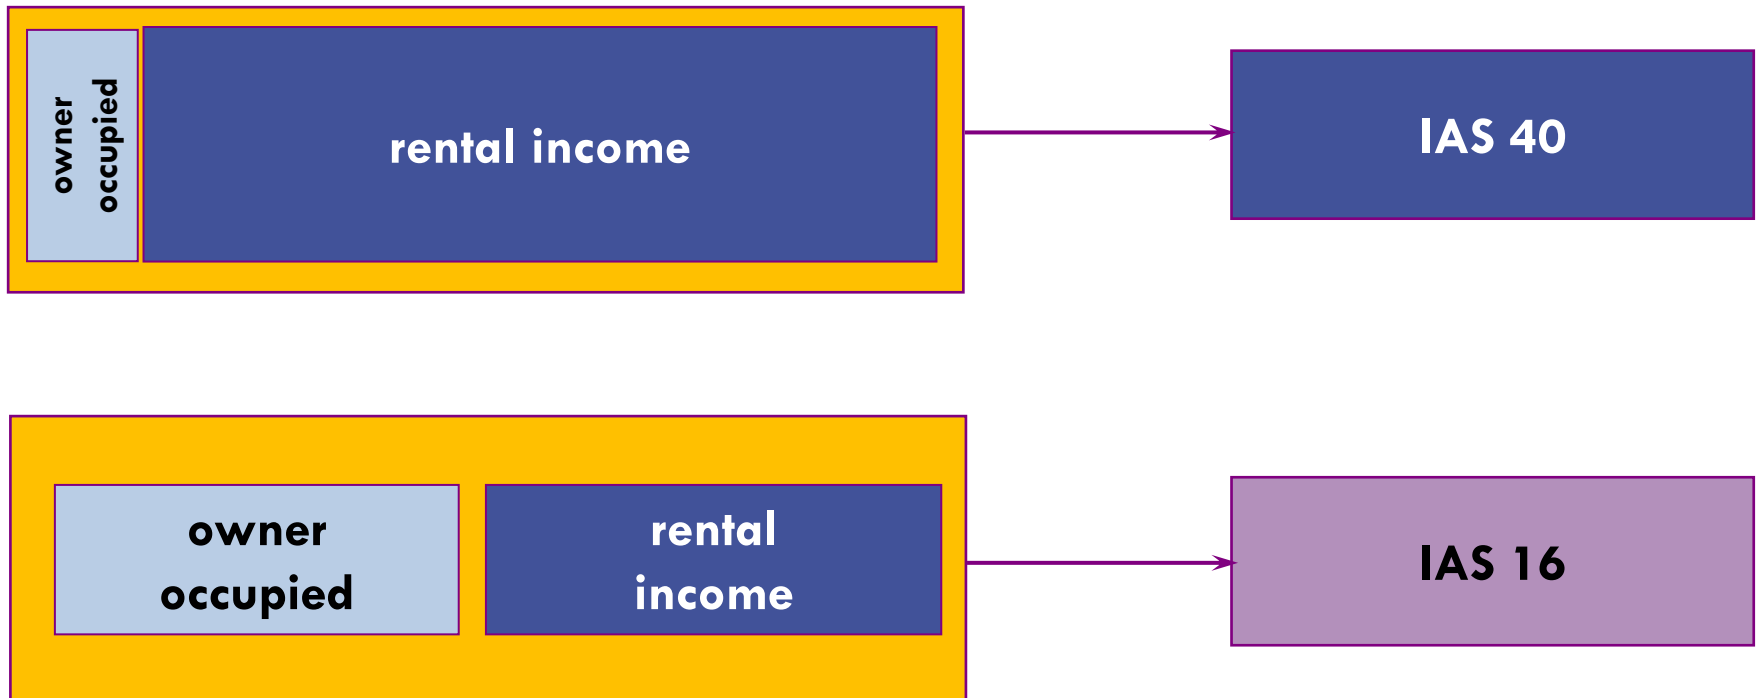 owner
occupied
rental income
IAS 40
owner
occupied
rental
income
IAS 16